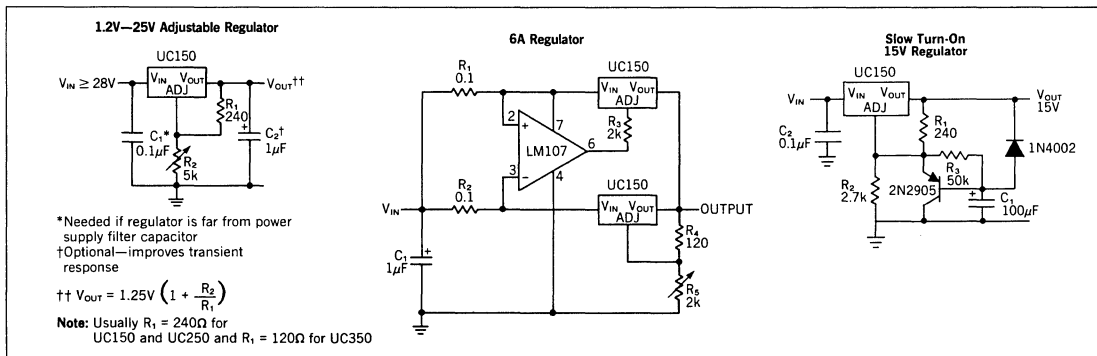 1.2V—25V Adjustable Regulator
UC150
V_IN ≥ 28V
V_IN V_OUT
ADJ
V_OUT††
R₁
240
C₁*
0.1μF
C₂†
1μF
R₂
5k
*Needed if regulator is far from power
supply filter capacitor
†Optional—improves transient
response
†† V_OUT = 1.25V (1 + R₂/R₁)
Note: Usually R₁ = 240Ω for
UC150 and UC250 and R₁ = 120Ω for UC350
6A Regulator
R₁
0.1
UC150
V_IN V_OUT
ADJ
2
+
7
R₃
2k
LM107
6
3
−
4
UC150
V_IN
R₂
0.1
V_IN V_OUT
ADJ
OUTPUT
R₄
120
C₁
1μF
+
R₅
2k
Slow Turn-On
15V Regulator
UC150
V_IN
V_IN V_OUT
ADJ
V_OUT
15V
C₂
0.1μF
R₁
240
1N4002
R₃
50k
R₂
2.7k
2N2905
+
C₁
100μF